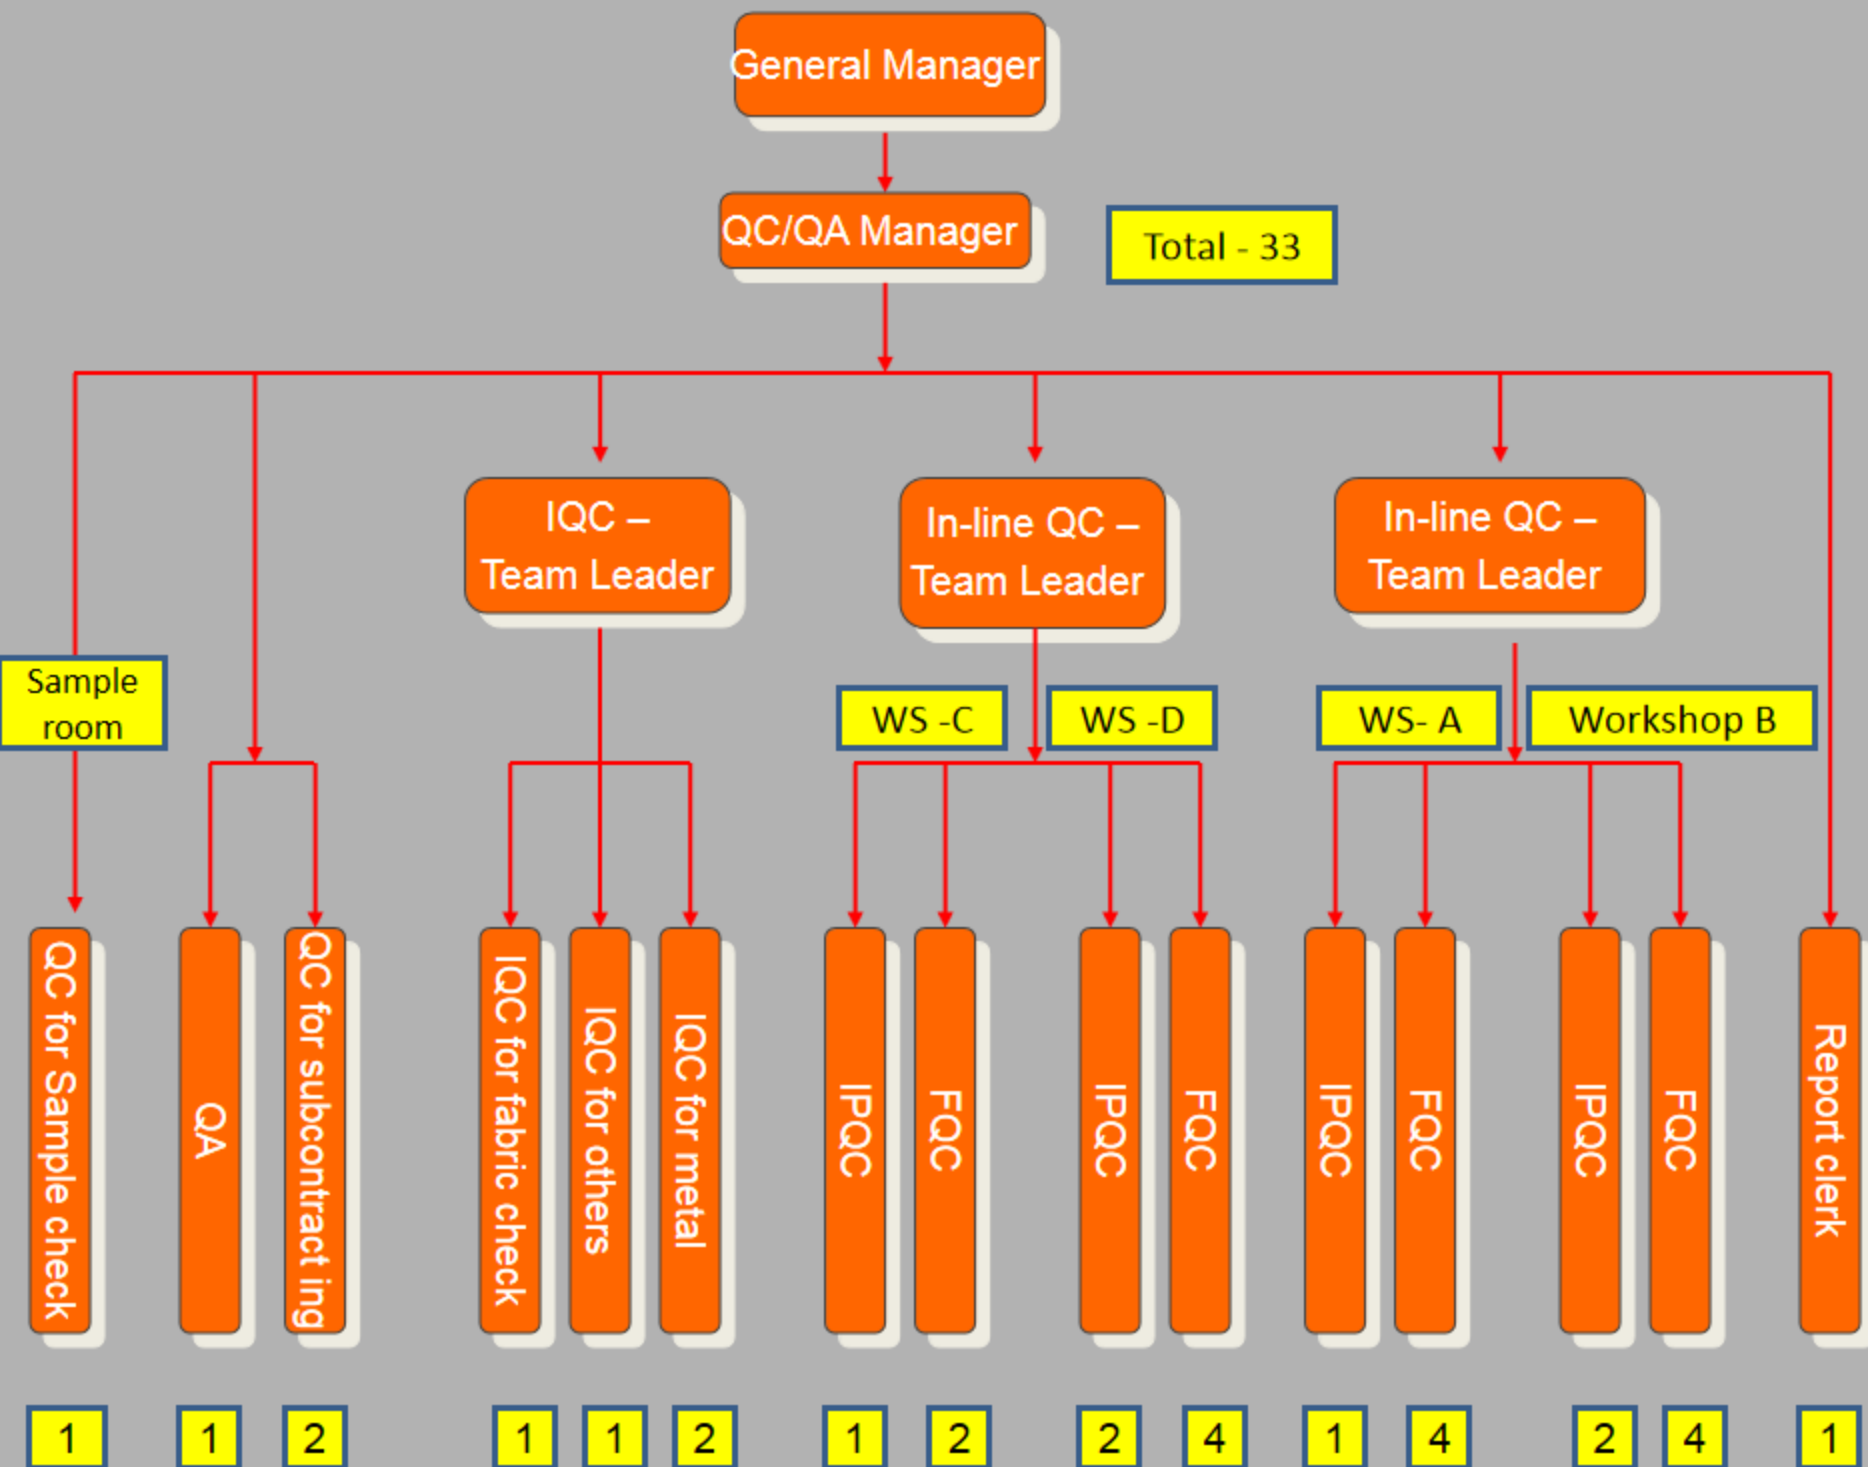 General Manager
QC/QA Manager
Total - 33
IQC –
Team Leader
In-line QC –
Team Leader
In-line QC –
Team Leader
Sample
room
WS -C
WS -D
WS- A
Workshop B
QC for Sample check
QA
QC for subcontract ing
IQC for fabric check
IQC for others
IQC for metal
IPQC
FQC
IPQC
FQC
IPQC
FQC
IPQC
FQC
Report clerk
1
1
2
1
1
2
1
2
2
4
1
4
2
4
1